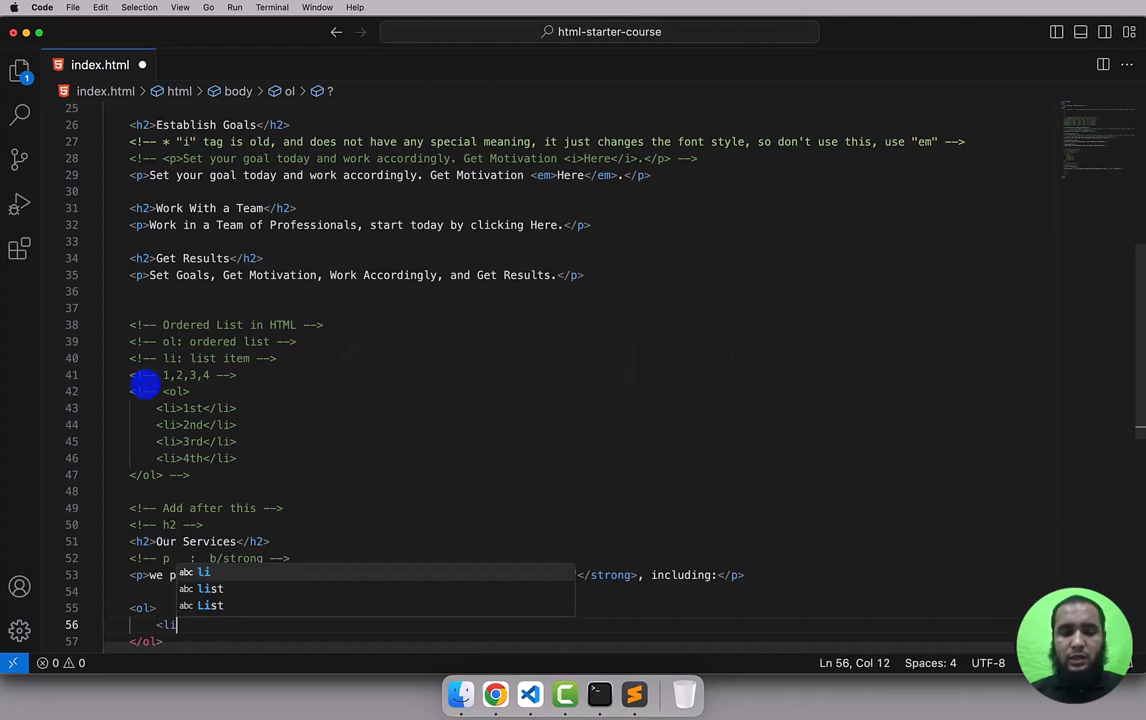 Code File Edit Selection View Go Run Terminal Window Help
html-starter-course
index.html
index.html > html > body > ol > ?
25
26 <h2>Establish Goals</h2>
27 <!-- * "i" tag is old, and does not have any special meaning, it just changes the font style, so don't use this, use "em" -->
28 <!-- <p>Set your goal today and work accordingly. Get Motivation <i>Here</i>.</p> -->
29 <p>Set your goal today and work accordingly. Get Motivation <em>Here</em>.</p>
30
31 <h2>Work With a Team</h2>
32 <p>Work in a Team of Professionals, start today by clicking Here.</p>
33
34 <h2>Get Results</h2>
35 <p>Set Goals, Get Motivation, Work Accordingly, and Get Results.</p>
36
37
38 <!-- Ordered List in HTML -->
39 <!-- ol: ordered list -->
40 <!-- li: list item -->
41 <!-- 1,2,3,4 -->
42 <!-- <ol>
43 <li>1st</li>
44 <li>2nd</li>
45 <li>3rd</li>
46 <li>4th</li>
47 </ol> -->
48
49 <!-- Add after this -->
50 <!-- h2 -->
51 <h2>Our Services</h2>
52 <!-- p : b/strong -->
53 <p>we p </strong>, including:</p>
abc li
abc list
abc List
55 <ol>
56 <li
57 </ol>
1
0 0 Ln 56, Col 12 Spaces: 4 UTF-8